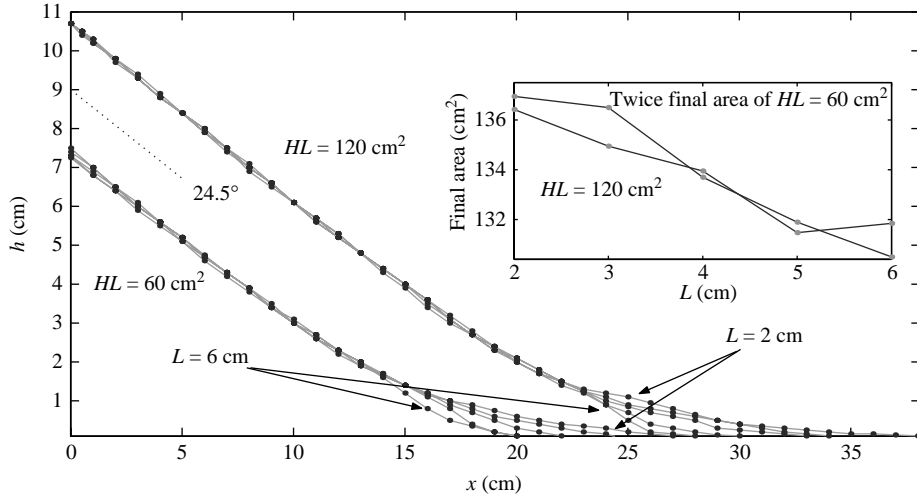 11
10
9
8
7
6
5
4
3
2
1
h (cm)
0
5
10
15
20
25
30
35
x (cm)
HL = 120 cm²
24.5°
HL = 60 cm²
L = 6 cm
L = 2 cm
Twice final area of HL = 60 cm²
HL = 120 cm²
Final area (cm²)
136
134
132
2
3
4
5
6
L (cm)